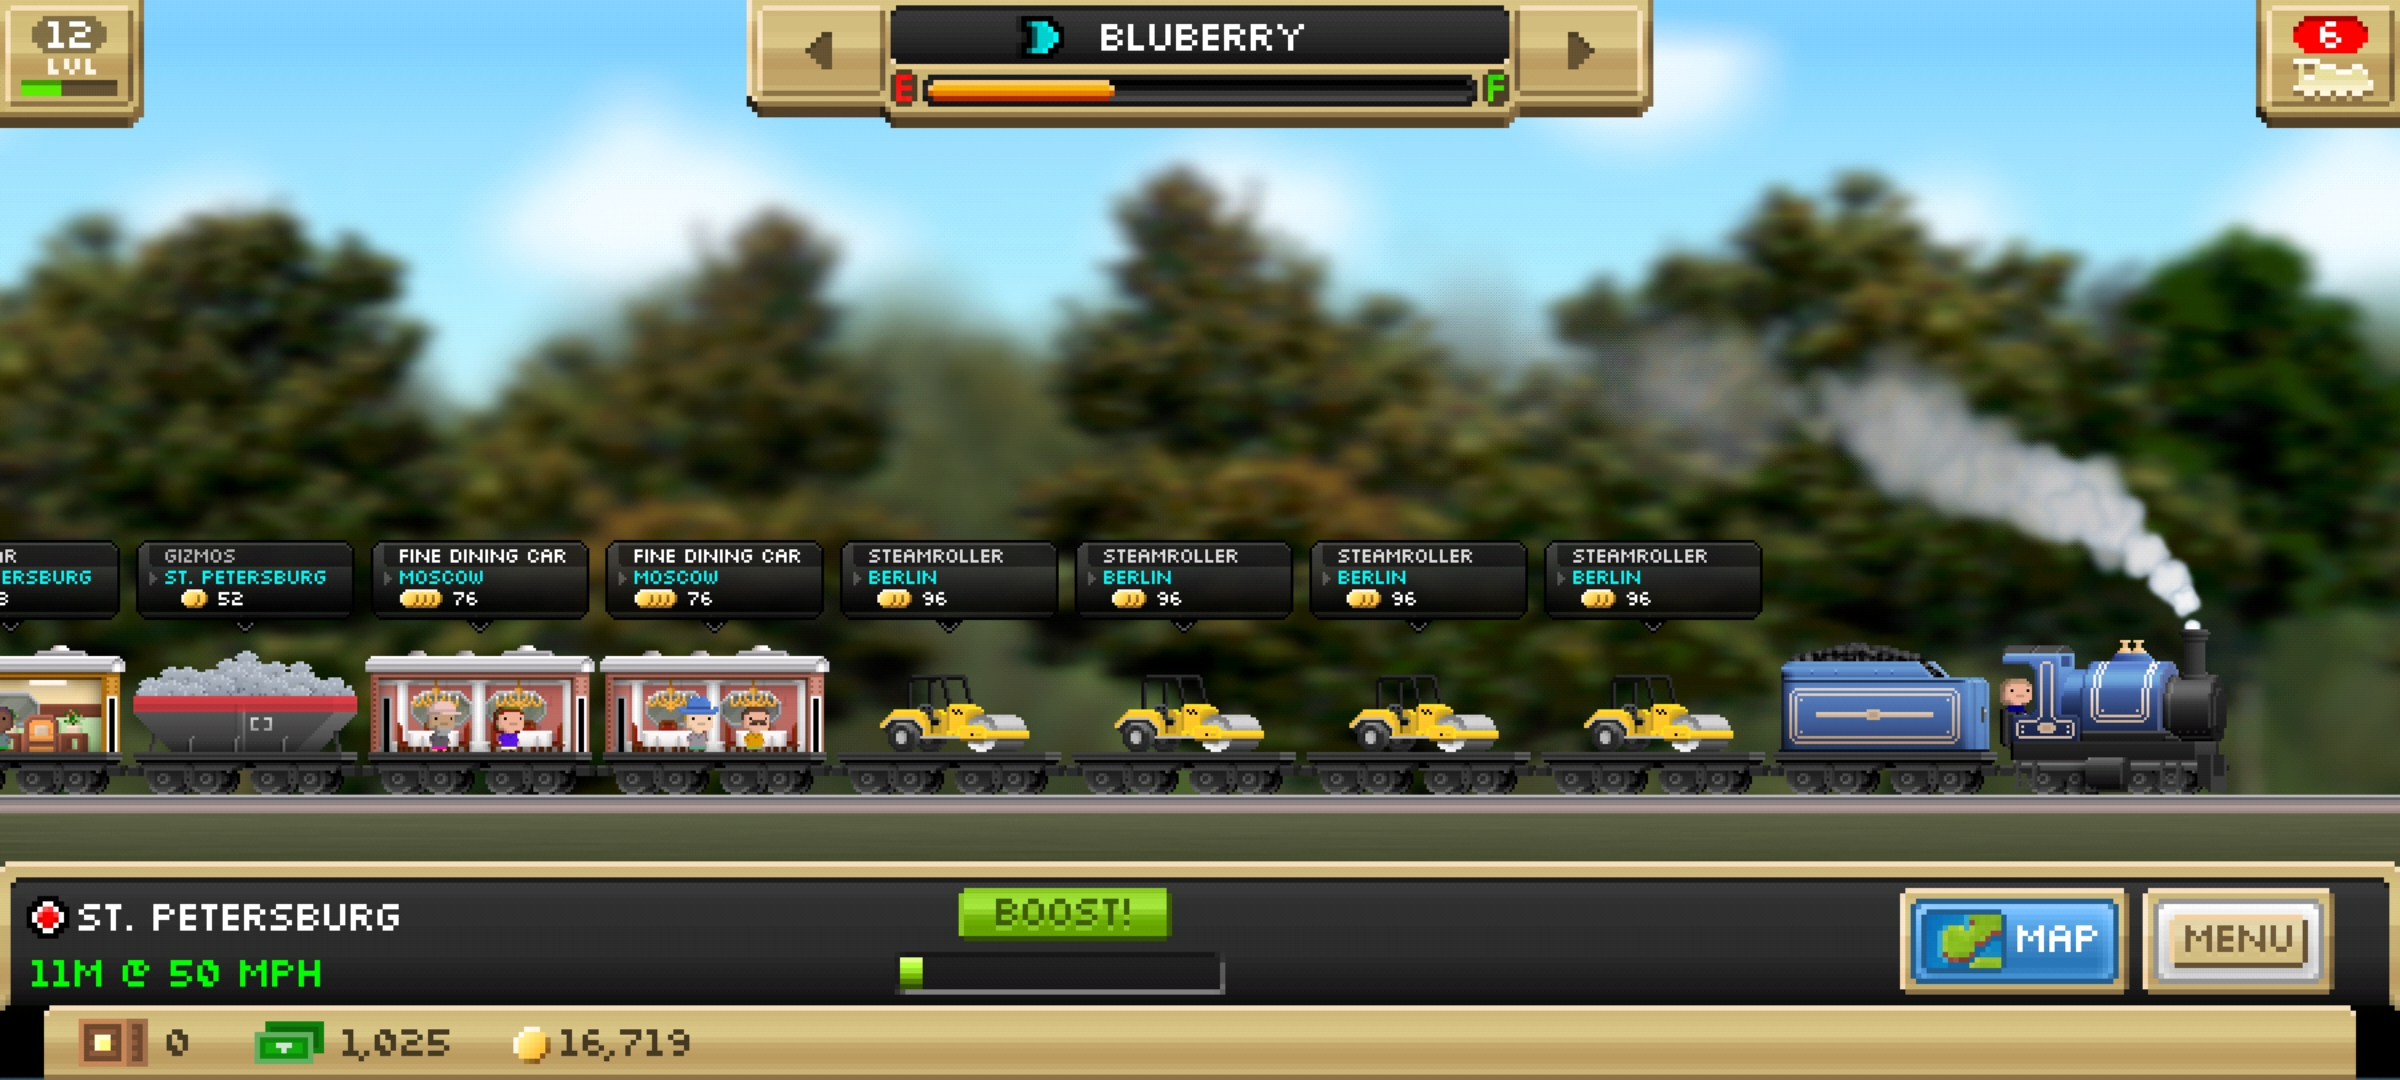 12
LVL
BLUBERRY
E
F
6
GIZMOS
ST. PETERSBURG
52
FINE DINING CAR
MOSCOW
76
FINE DINING CAR
MOSCOW
76
STEAMROLLER
BERLIN
96
STEAMROLLER
BERLIN
96
STEAMROLLER
BERLIN
96
STEAMROLLER
BERLIN
96
ST. PETERSBURG
11M @ 50 MPH
BOOST!
MAP
MENU
0
1,025
16,719